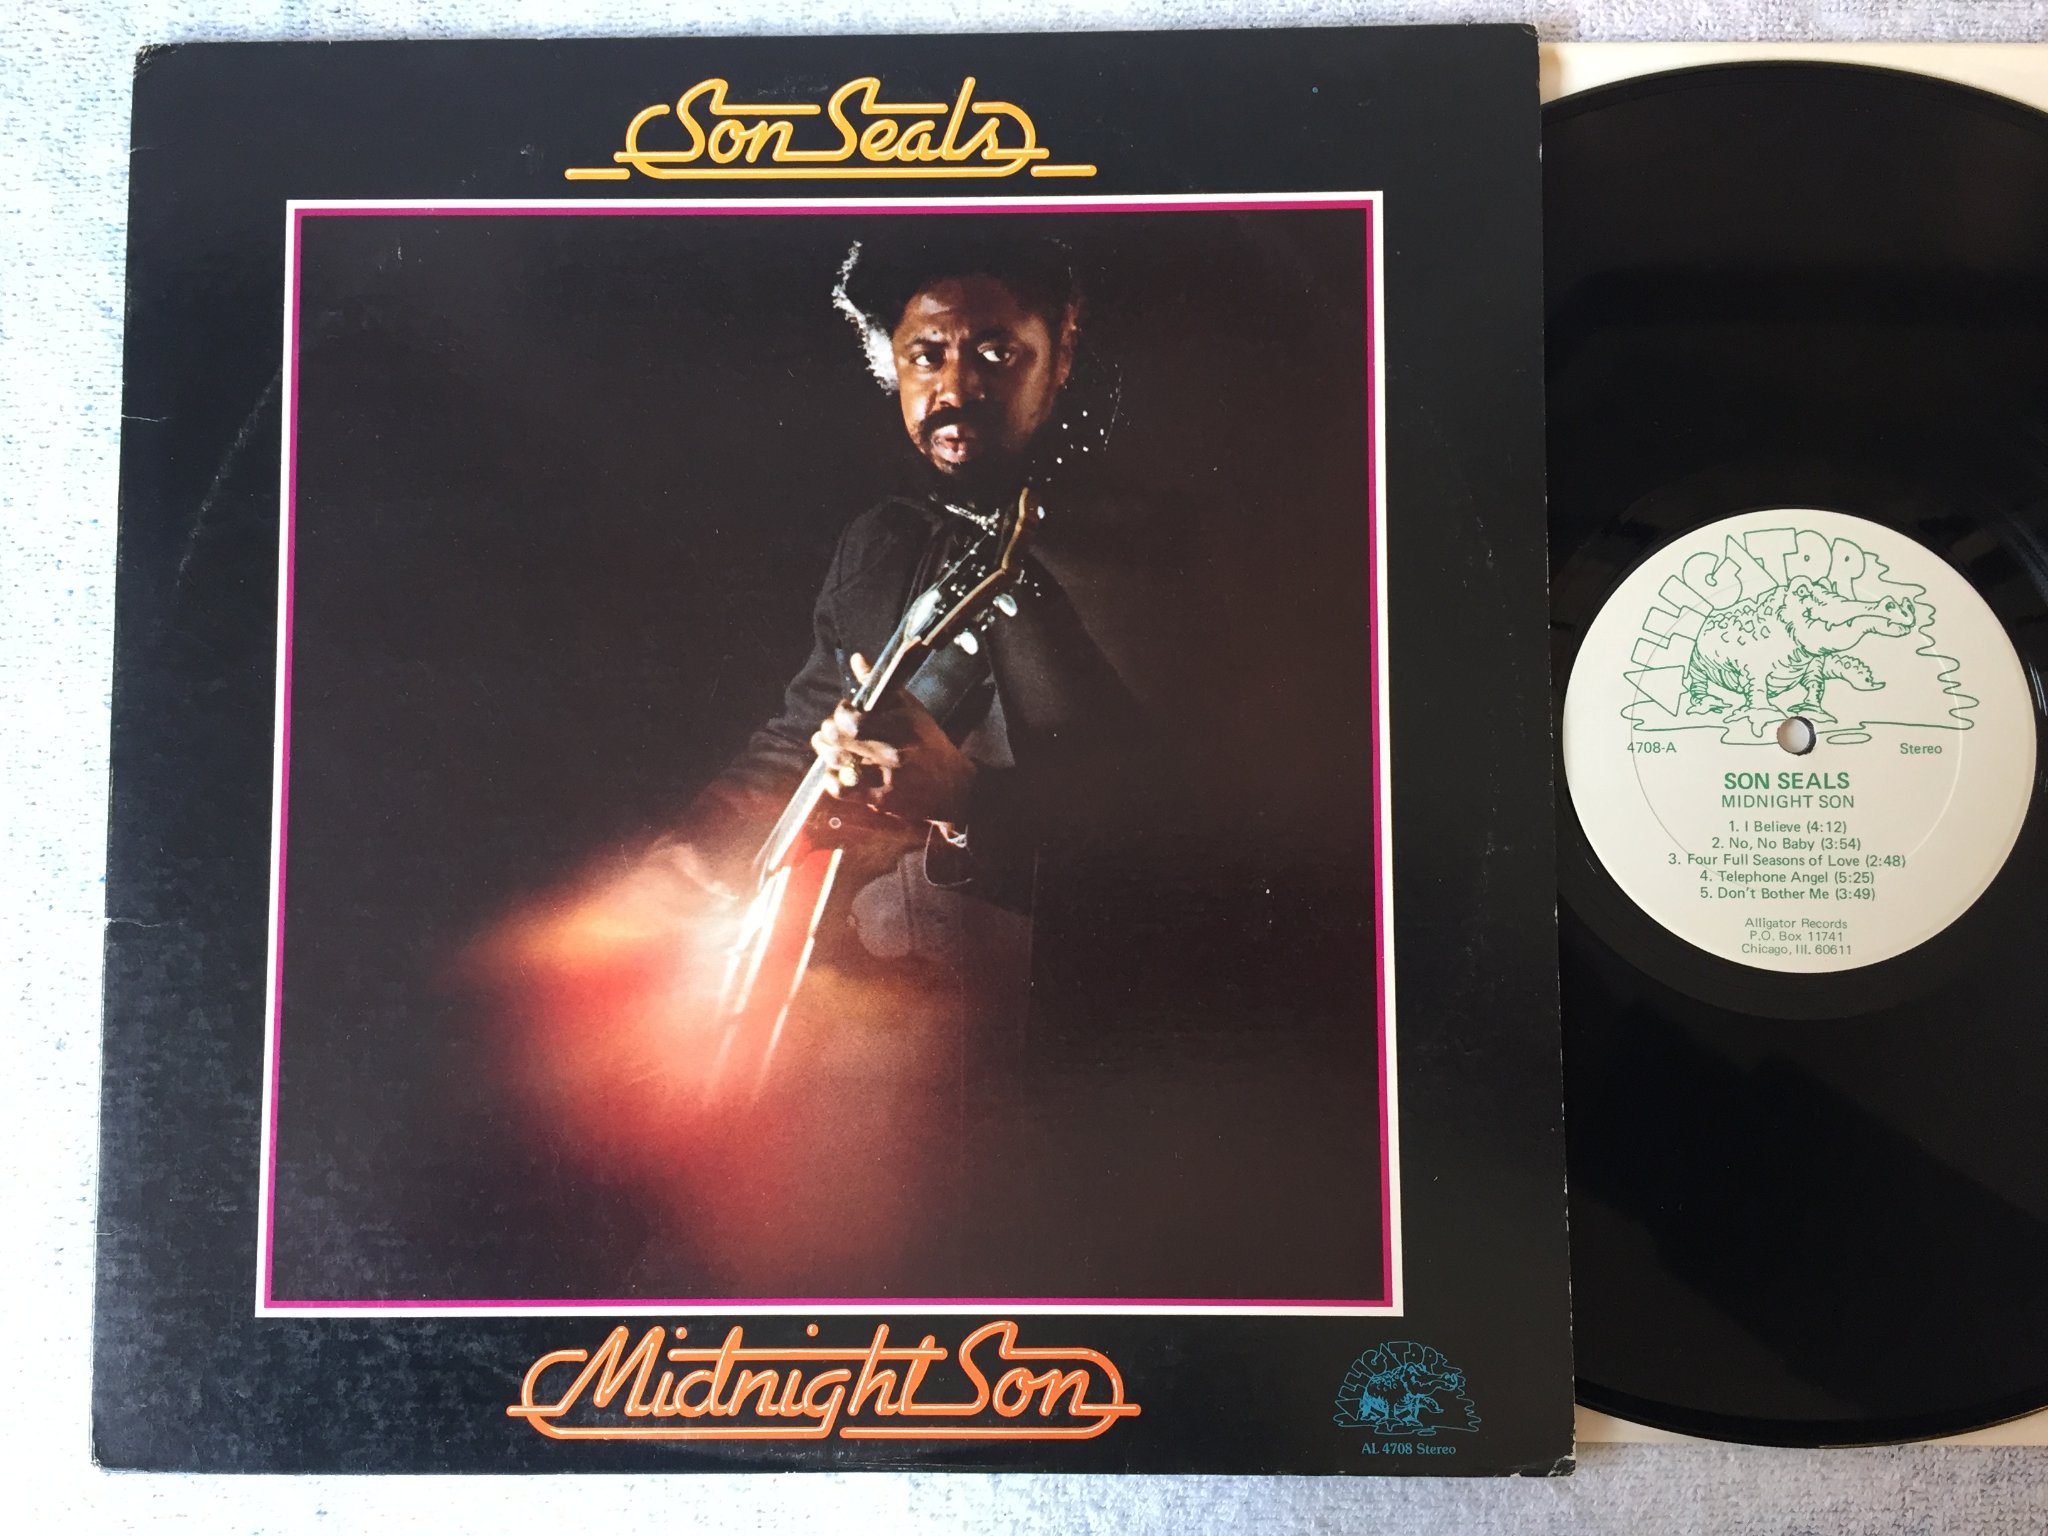 Son Seals
Midnight Son
ALLIGATOR
AL 4708 Stereo
ALLIGATOR
4708-A
Stereo
SON SEALS
MIDNIGHT SON
1. I Believe (4:12)
2. No, No Baby (3:54)
3. Four Full Seasons of Love (2:48)
4. Telephone Angel (5:25)
5. Don't Bother Me (3:49)
Alligator Records
P.O. Box 11741
Chicago, Ill. 60611